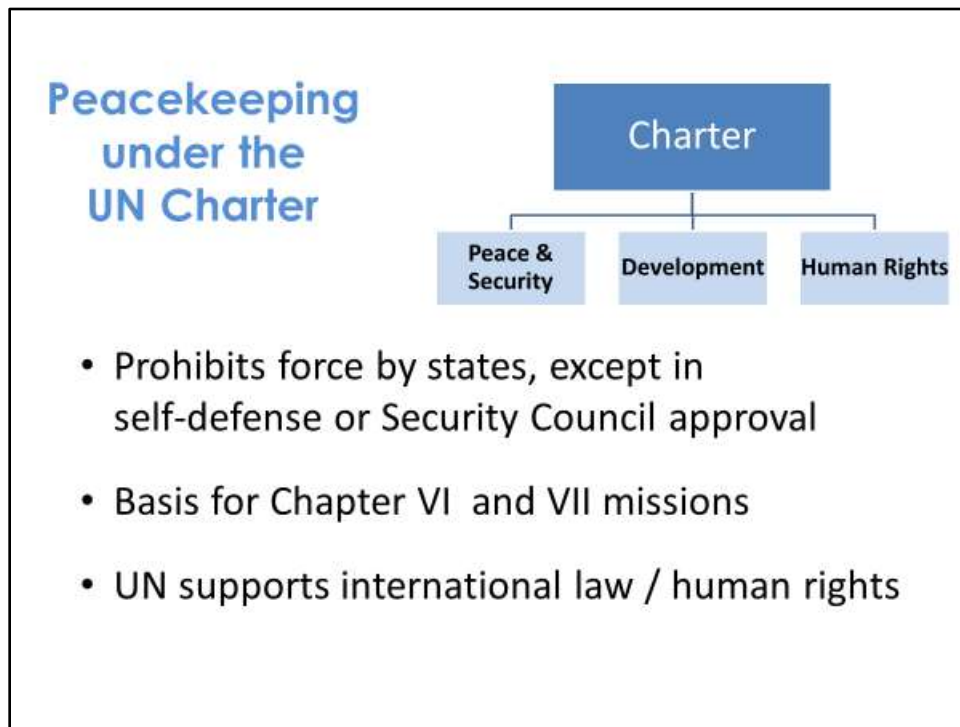 Peacekeeping
under the
UN Charter
Charter
Peace &
Security
Development
Human Rights
• Prohibits force by states, except in
self-defense or Security Council approval
• Basis for Chapter VI and VII missions
• UN supports international law / human rights